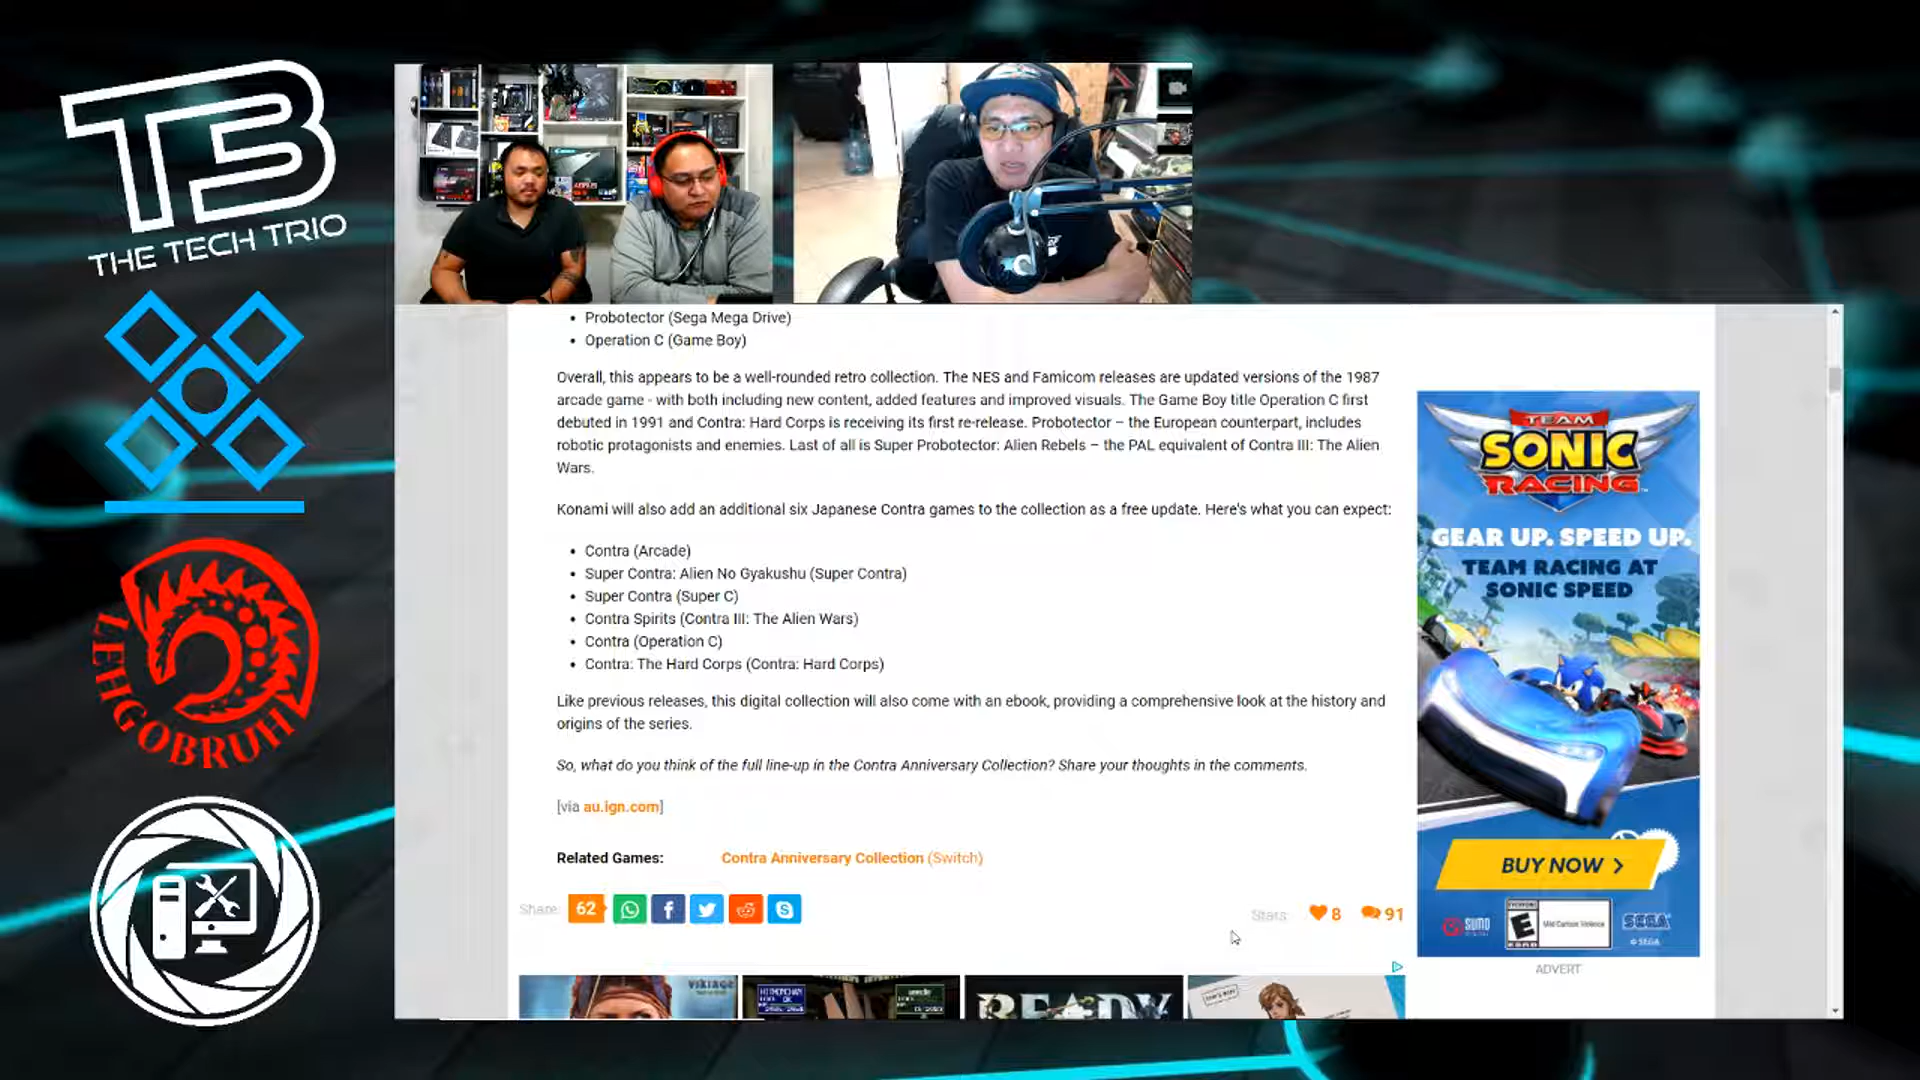 TB
THE TECH TRIO
LEHGOBRUH
Probotector (Sega Mega Drive)
Operation C (Game Boy)
Overall, this appears to be a well-rounded retro collection. The NES and Famicom releases are updated versions of the 1987
arcade game - with both including new content, added features and improved visuals. The Game Boy title Operation C first
debuted in 1991 and Contra: Hard Corps is receiving its first re-release. Probotector – the European counterpart, includes
robotic protagonists and enemies. Last of all is Super Probotector: Alien Rebels – the PAL equivalent of Contra III: The Alien
Wars.
Konami will also add an additional six Japanese Contra games to the collection as a free update. Here's what you can expect:
Contra (Arcade)
Super Contra: Alien No Gyakushu (Super Contra)
Super Contra (Super C)
Contra Spirits (Contra III: The Alien Wars)
Contra (Operation C)
Contra: The Hard Corps (Contra: Hard Corps)
Like previous releases, this digital collection will also come with an ebook, providing a comprehensive look at the history and
origins of the series.
So, what do you think of the full line-up in the Contra Anniversary Collection? Share your thoughts in the comments.
[via au.ign.com]
Related Games: Contra Anniversary Collection (Switch)
Share: 62
Stars: 8 91
VIKINGS
READY
TEAM
SONIC
RACING
GEAR UP. SPEED UP.
TEAM RACING AT
SONIC SPEED
BUY NOW >
SUMO
DIGITAL
E
ESRB
Mild Cartoon Violence
SEGA
© SEGA
ADVERT